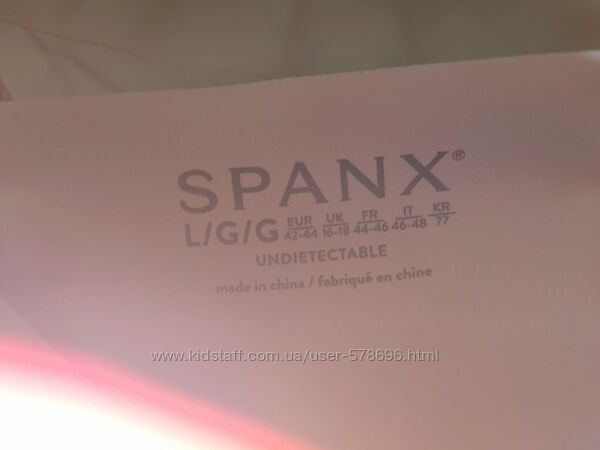 SPANX®
L/G/G EUR 42-44 UK 16-18 FR 44-46 IT 46-48 KR 77
UNDIETECTABLE
made in china / fabriqué en chine
www.kidstaff.com.ua/user-578696.html